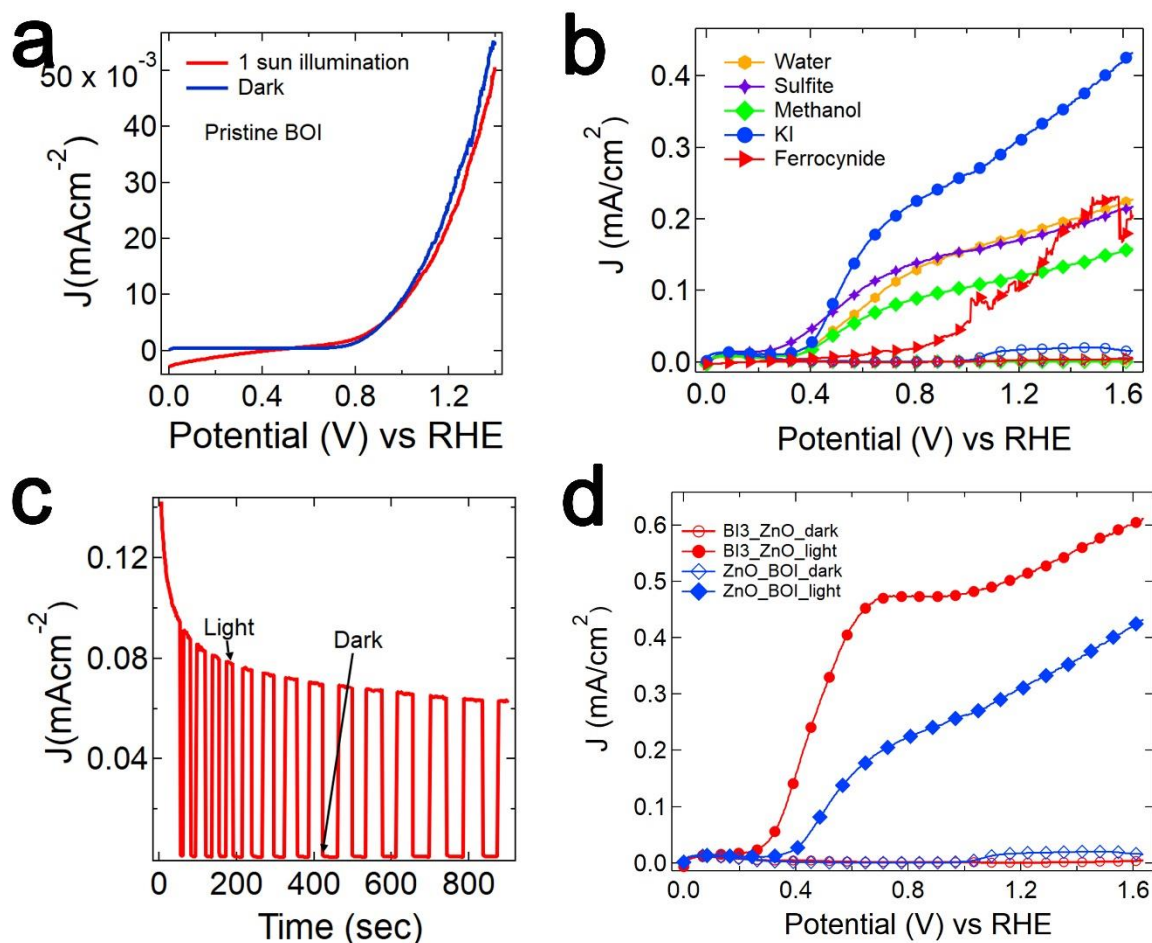 a
J(mAcm-2)
50 x 10-3
40
30
20
10
0
1 sun illumination
Dark
Pristine BOI
0.0 0.4 0.8 1.2
Potential (V) vs RHE
b
J (mA/cm2)
0.4
0.3
0.2
0.1
0.0
Water
Sulfite
Methanol
KI
Ferrocynide
0.0 0.4 0.8 1.2 1.6
Potential (V) vs RHE
c
J(mAcm-2)
0.12
0.08
0.04
Light
Dark
0 200 400 600 800
Time (sec)
d
J (mA/cm2)
0.6
0.5
0.4
0.3
0.2
0.1
0.0
BI3_ZnO_dark
BI3_ZnO_light
ZnO_BOI_dark
ZnO_BOI_light
0.0 0.4 0.8 1.2 1.6
Potential (V) vs RHE